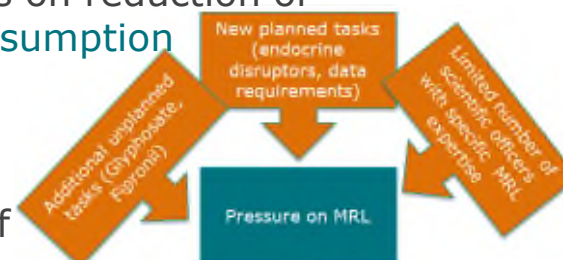 s on reduction of
sumption
New planned tasks
(endocrine
disruptors, data
requirements)
Additional unplanned
tasks (Glyphosate,
Fipronil)
Limited number of
scientific officers
with specific MRL
expertise
Pressure on MRL
f